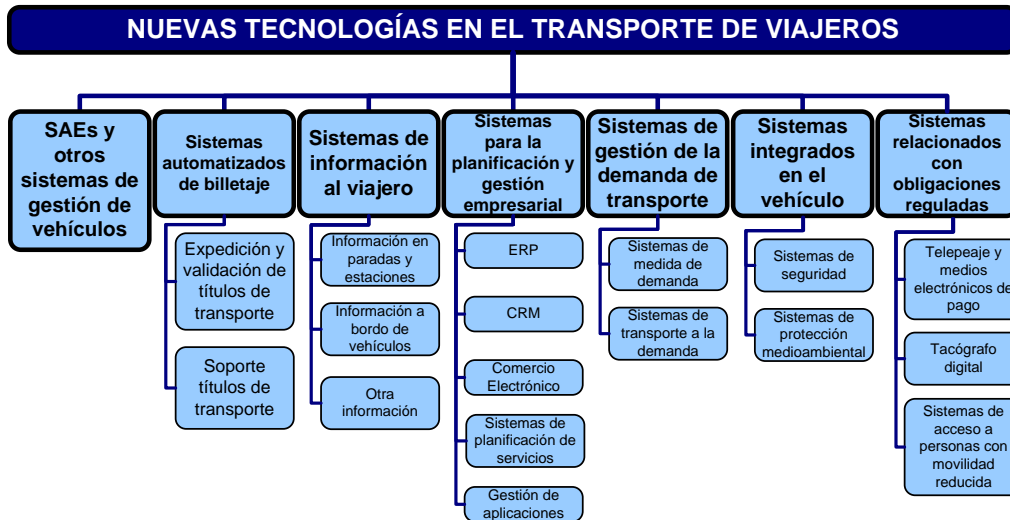 NUEVAS TECNOLOGÍAS EN EL TRANSPORTE DE VIAJEROS
SAEs y
otros
sistemas de
gestión de
vehículos
Sistemas
automatizados
de billetaje
Expedición y
validación de
títulos de
transporte
Soporte
títulos de
transporte
Sistemas de
información
al viajero
Información en
paradas y
estaciones
Información a
bordo de
vehículos
Otra
información
Sistemas
para la
planificación y
gestión
empresarial
ERP
CRM
Comercio
Electrónico
Sistemas de
planificación de
servicios
Gestión de
aplicaciones
Sistemas de
gestión de la
demanda de
transporte
Sistemas de
medida de
demanda
Sistemas de
transporte a la
demanda
Sistemas
integrados
en el
vehículo
Sistemas
de seguridad
Sistemas de
protección
medioambiental
Sistemas
relacionados
con
obligaciones
reguladas
Telepeaje y
medios
electrónicos de
pago
Tacógrafo
digital
Sistemas de
acceso a
personas con
movilidad
reducida